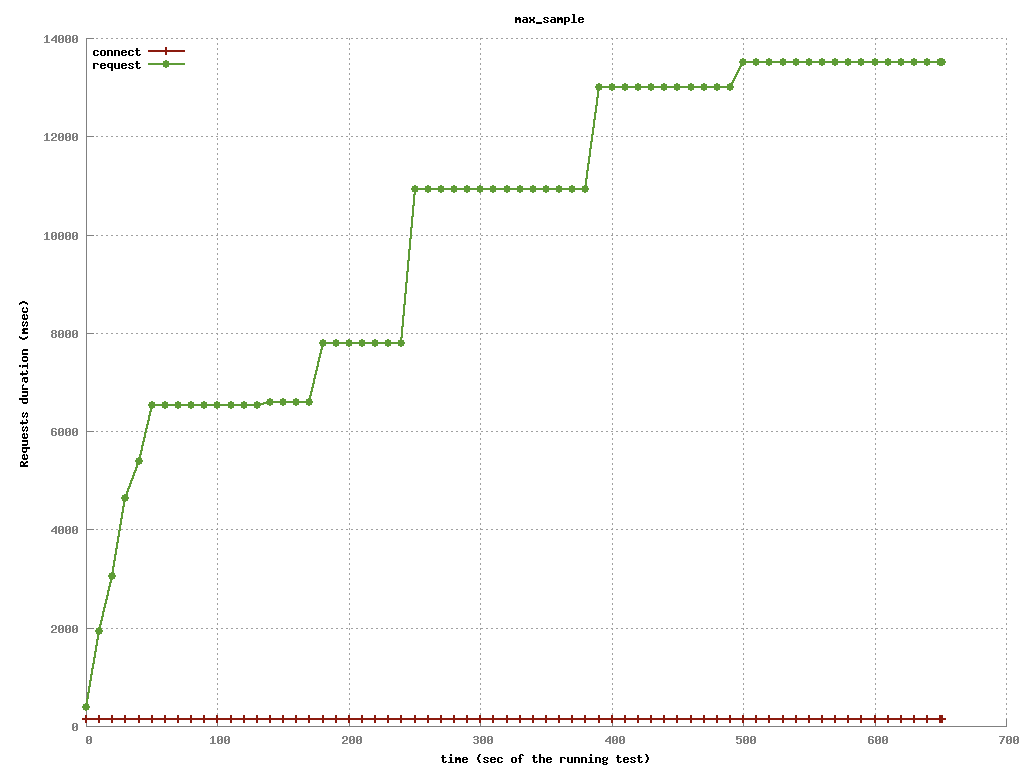 max_sample
14000
connect
request
12000
10000
8000
Requests duration (msec)
6000
4000
2000
0
0 100 200 300 400 500 600 700
time (sec of the running test)